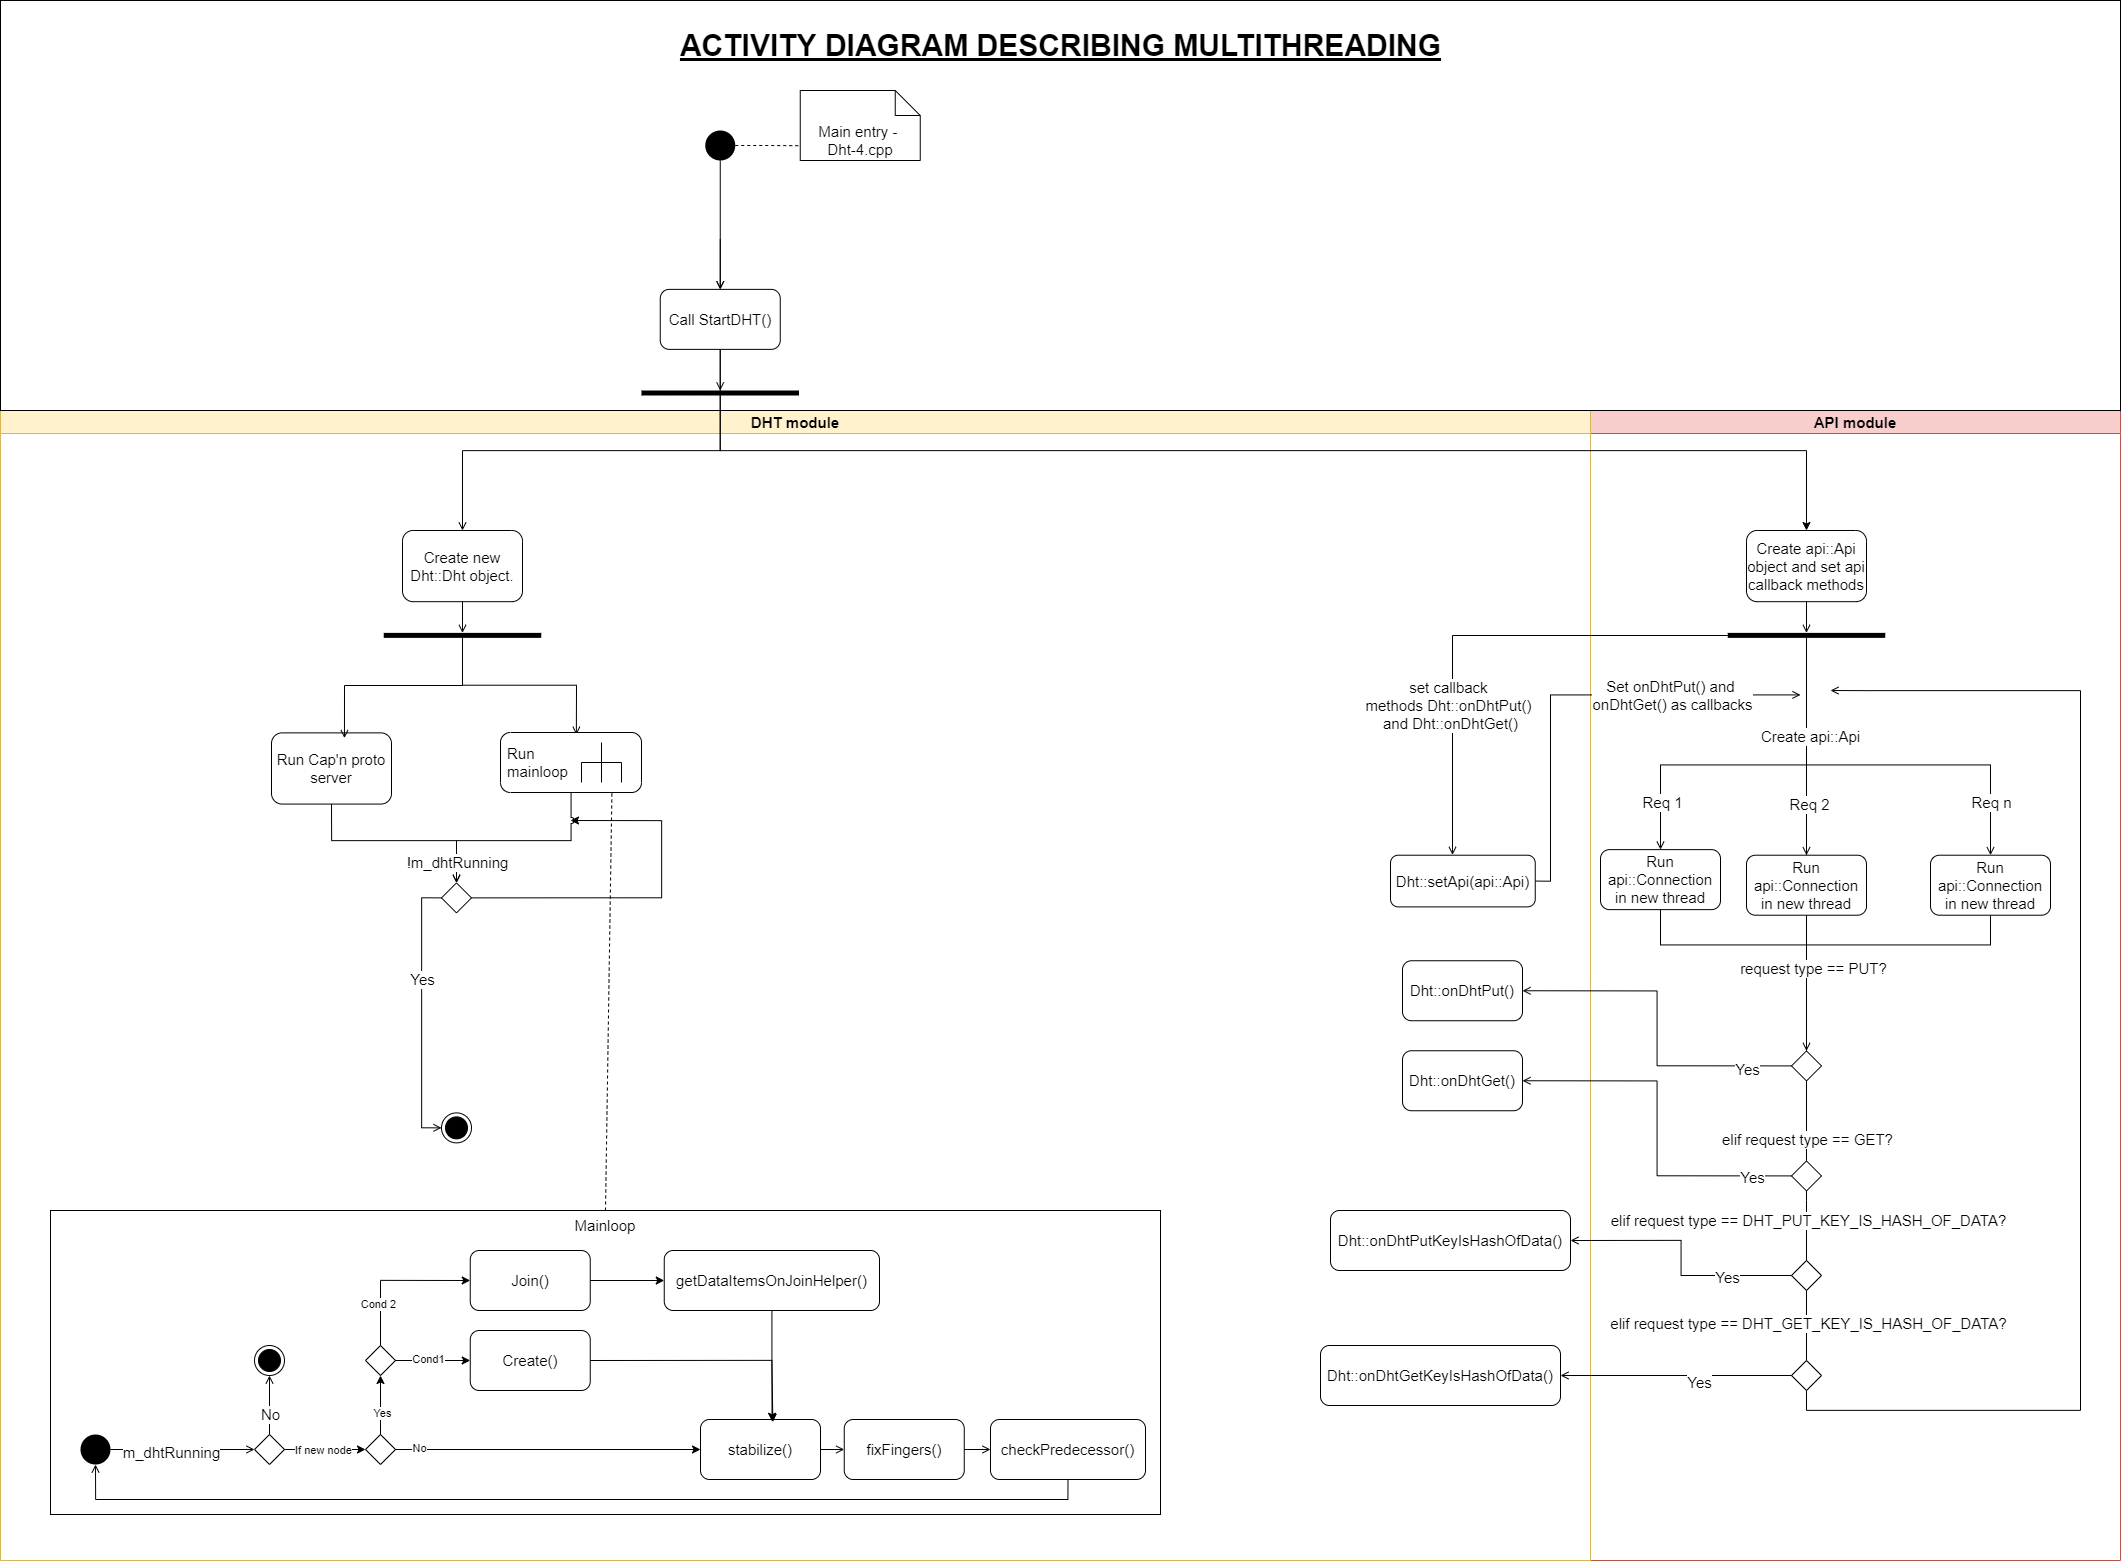 ACTIVITY DIAGRAM DESCRIBING MULTITHREADING
Main entry -
Dht-4.cpp
Call StartDHT()
DHT module
API module
Create new
Dht::Dht object.
Create api::Api
object and set api
callback methods
set callback
methods Dht::onDhtPut()
and Dht::onDhtGet()
Set onDhtPut() and
onDhtGet() as callbacks
Create api::Api
Run Cap'n proto
server
Run
mainloop
Req 1
Req 2
Req n
!m_dhtRunning
Dht::setApi(api::Api)
Run
api::Connection
in new thread
Run
api::Connection
in new thread
Run
api::Connection
in new thread
Yes
request type == PUT?
Dht::onDhtPut()
Yes
Dht::onDhtGet()
elif request type == GET?
Yes
elif request type == DHT_PUT_KEY_IS_HASH_OF_DATA?
Dht::onDhtPutKeyIsHashOfData()
Yes
elif request type == DHT_GET_KEY_IS_HASH_OF_DATA?
Dht::onDhtGetKeyIsHashOfData()
Yes
Mainloop
Join()
getDataItemsOnJoinHelper()
Cond 2
Cond1
Create()
No
Yes
m_dhtRunning
If new node
No
stabilize()
fixFingers()
checkPredecessor()